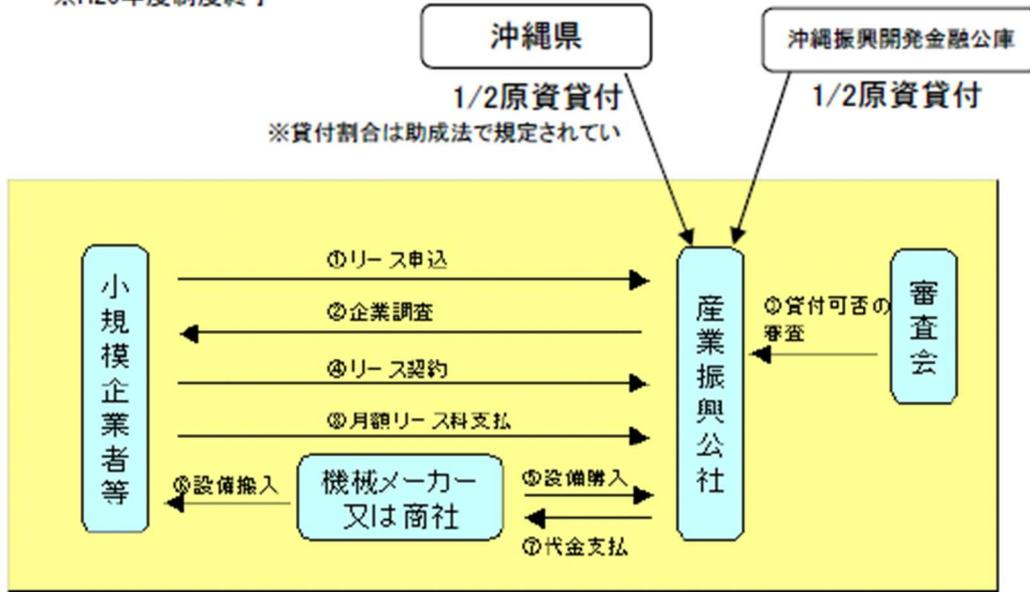 沖縄県
沖縄振興開発金融公庫
1/2原資貸付
1/2原資貸付
※貸付割合は助成法で規定されてい
小規模企業者等
①リース申込
②企業調査
④リース契約
⑧月額リース料支払
⑥設備搬入
機械メーカー
又は商社
⑤設備購入
⑦代金支払
産業振興公社
③貸付可否の
審査
審査会